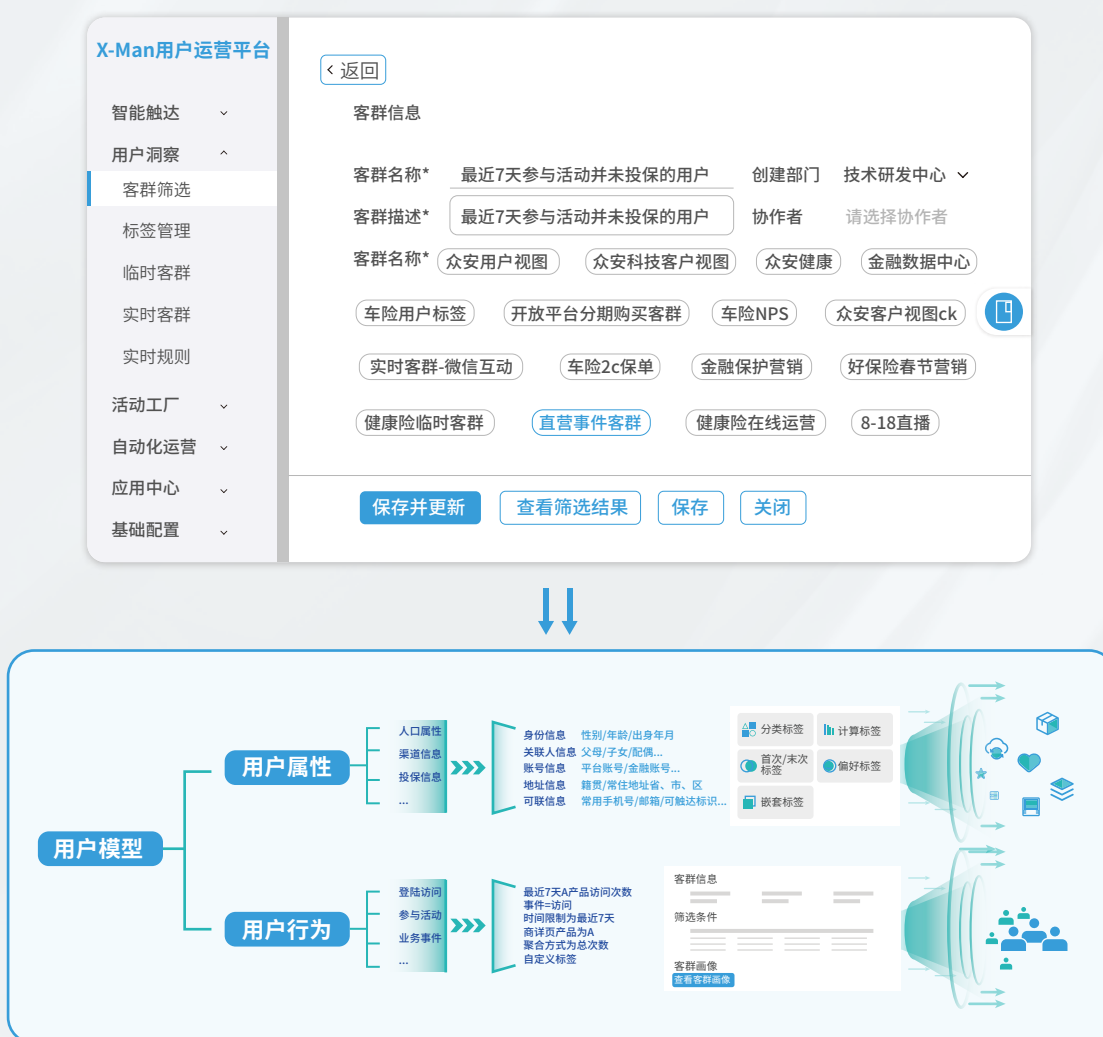 X-Man用户运营平台
智能触达
用户洞察
客群筛选
标签管理
临时客群
实时客群
实时规则
活动工厂
自动化运营
应用中心
基础配置
返回
客群信息
客群名称* 最近7天参与活动并未投保的用户 创建部门 技术研发中心
客群描述* 最近7天参与活动并未投保的用户 协作者 请选择协作者
客群名称* 众安用户视图 众安科技客户视图 众安健康 金融数据中心
车险用户标签 开放平台分期购买客群 车险NPS 众安客户视图ck
实时客群-微信互动 车险2c保单 金融保护营销 好保险春节营销
健康险临时客群 直营事件客群 健康险在线运营 8-18直播
保存并更新 查看筛选结果 保存 关闭
用户模型
用户属性
人口属性
渠道信息
投保信息
...
身份信息 性别/年龄/出身年月
关联人信息 父母/子女/配偶...
账号信息 平台账号/金融账号...
地址信息 籍贯/常住地址省、市、区
可联信息 常用手机号/邮箱/可触达标识...
分类标签 计算标签
首次/末次
标签
偏好标签
嵌套标签
用户行为
登陆访问
参与活动
业务事件
...
最近7天A产品访问次数
事件=访问
时间限制为最近7天
商详页产品为A
聚合方式为总次数
自定义标签
客群信息
筛选条件
客群画像
查看客群画像